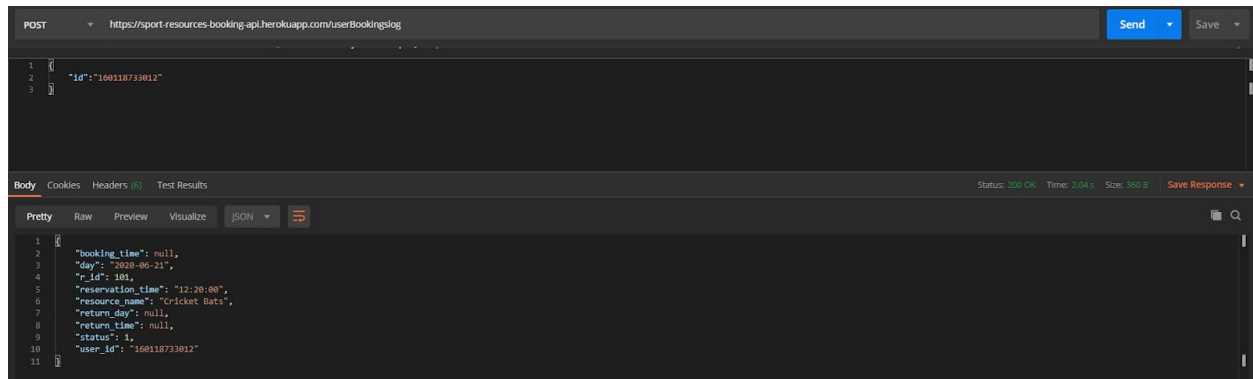 POST https://sport-resources-booking-api.herokuapp.com/userBookingslog Send Save
1 {
2 "id":"160118733012"
3 }
Body Cookies Headers (6) Test Results Status: 200 OK Time: 2.04 s Size: 360 B Save Response
Pretty Raw Preview Visualize JSON
1 {
2 "booking_time": null,
3 "day": "2020-06-21",
4 "r_id": 101,
5 "reservation_time": "12:20:00",
6 "resource_name": "Cricket Bats",
7 "return_day": null,
8 "return_time": null,
9 "status": 1,
10 "user_id": "160118733012"
11 }